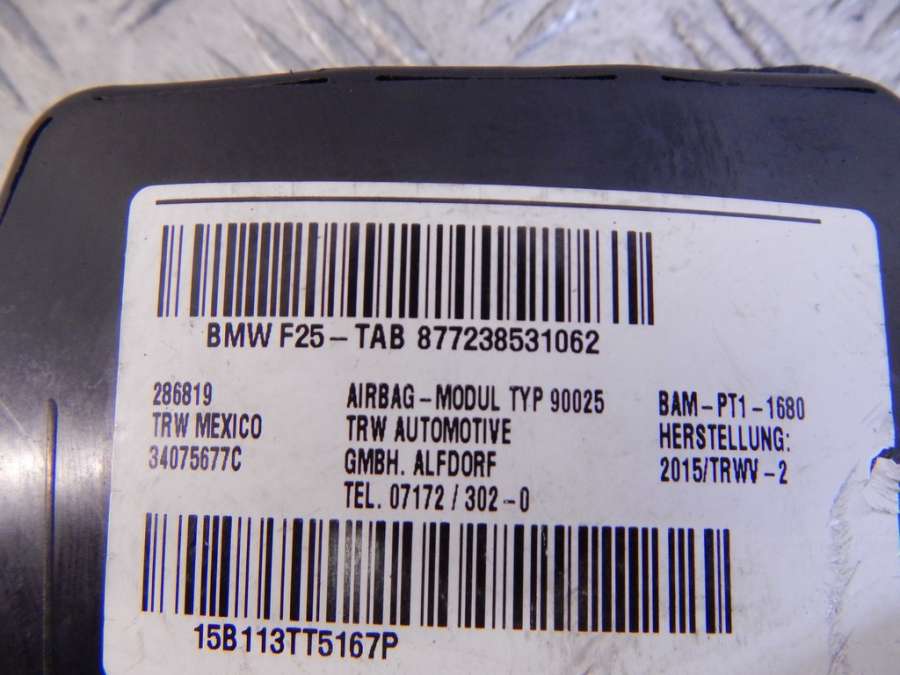 BMW F25-TAB 877238531062
286819
TRW MEXICO
34075677C
AIRBAG-MODUL TYP 90025
TRW AUTOMOTIVE
GMBH. ALFDORF
TEL. 07172/302-0
BAM-PT1-1680
HERSTELLUNG:
2015/TRWV-2
15B113TT5167P